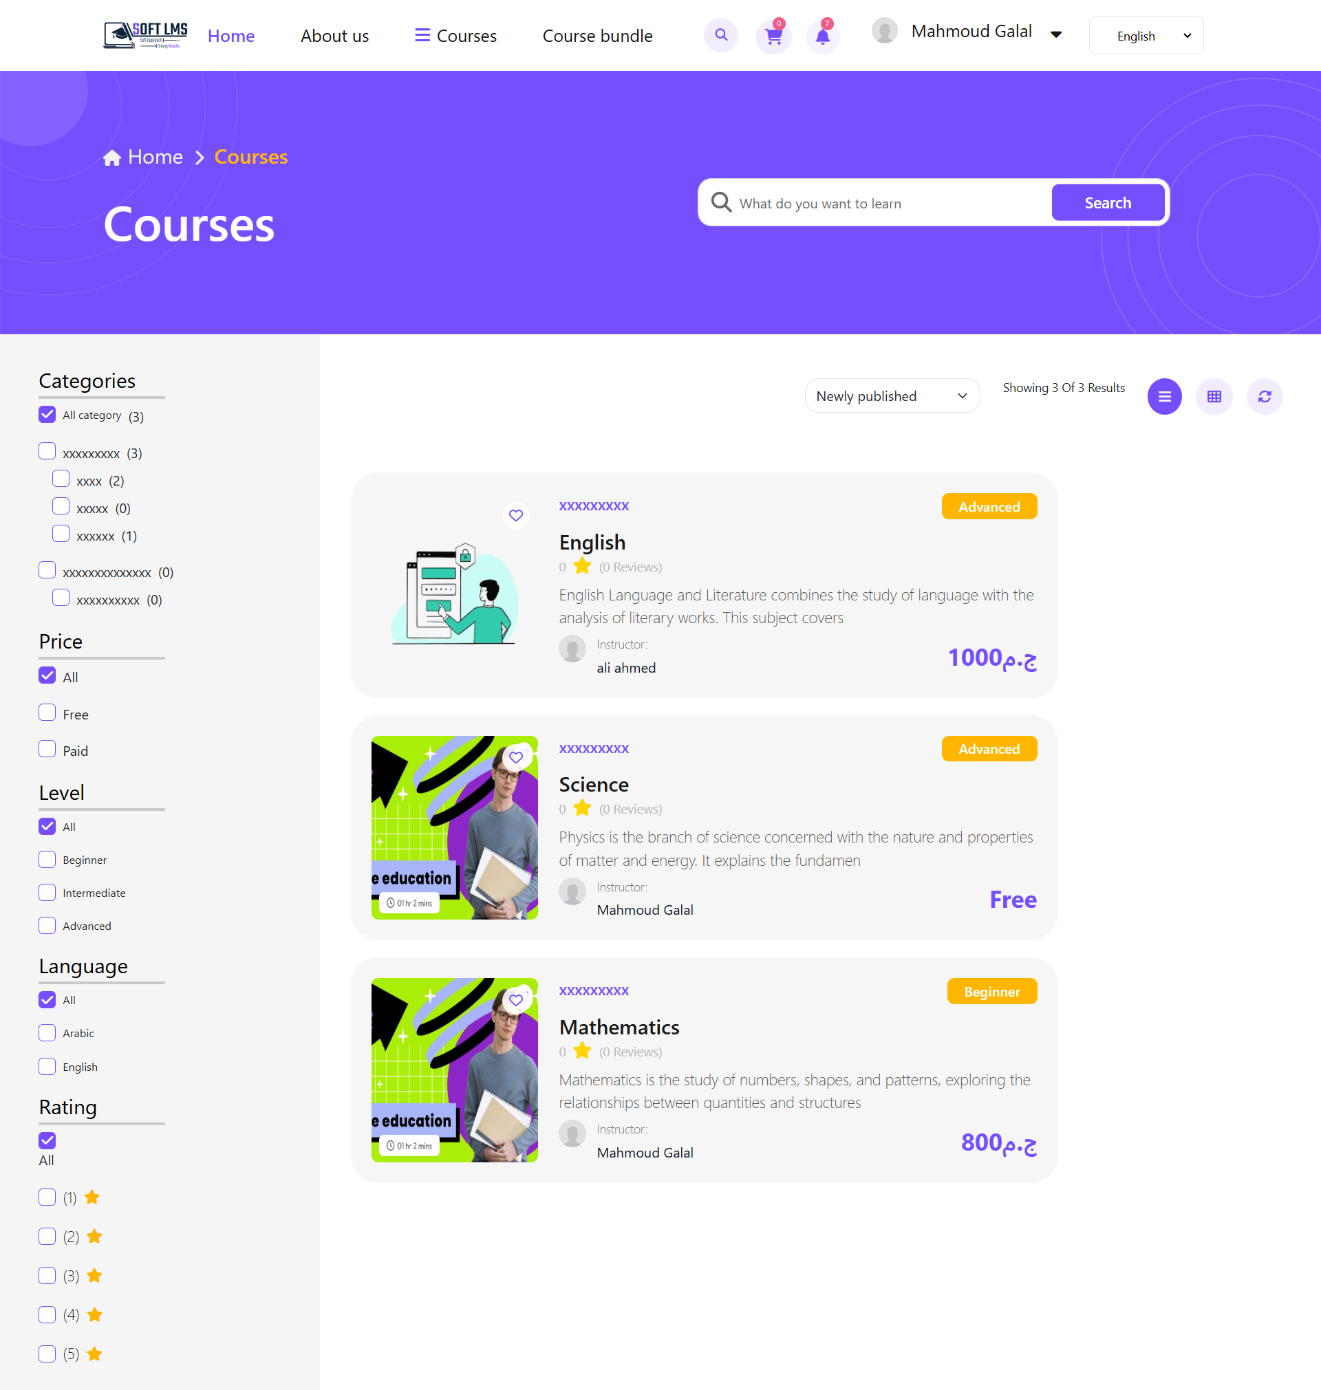 SOFT LMS
Home
About us
Courses
Course bundle
0
7
Mahmoud Galal
English
Home > Courses
Courses
What do you want to learn
Search
Categories
All category (3)
xxxxxxxxx (3)
xxxx (2)
xxxxx (0)
xxxxxx (1)
xxxxxxxxxxxxxx (0)
xxxxxxxxxx (0)
Price
All
Free
Paid
Level
All
Beginner
Intermediate
Advanced
Language
All
Arabic
English
Rating
All
(1)
(2)
(3)
(4)
(5)
Newly published
Showing 3 Of 3 Results
xxxxxxxxx
Advanced
English
0 (0 Reviews)
English Language and Literature combines the study of language with the
analysis of literary works. This subject covers
Instructor:
ali ahmed
1000ج.م
xxxxxxxxx
Advanced
Science
0 (0 Reviews)
Physics is the branch of science concerned with the nature and properties
of matter and energy. It explains the fundamen
Instructor:
Mahmoud Galal
Free
e education
01 hr 2 mins
xxxxxxxxx
Beginner
Mathematics
0 (0 Reviews)
Mathematics is the study of numbers, shapes, and patterns, exploring the
relationships between quantities and structures
Instructor:
Mahmoud Galal
800ج.م
e education
01 hr 2 mins